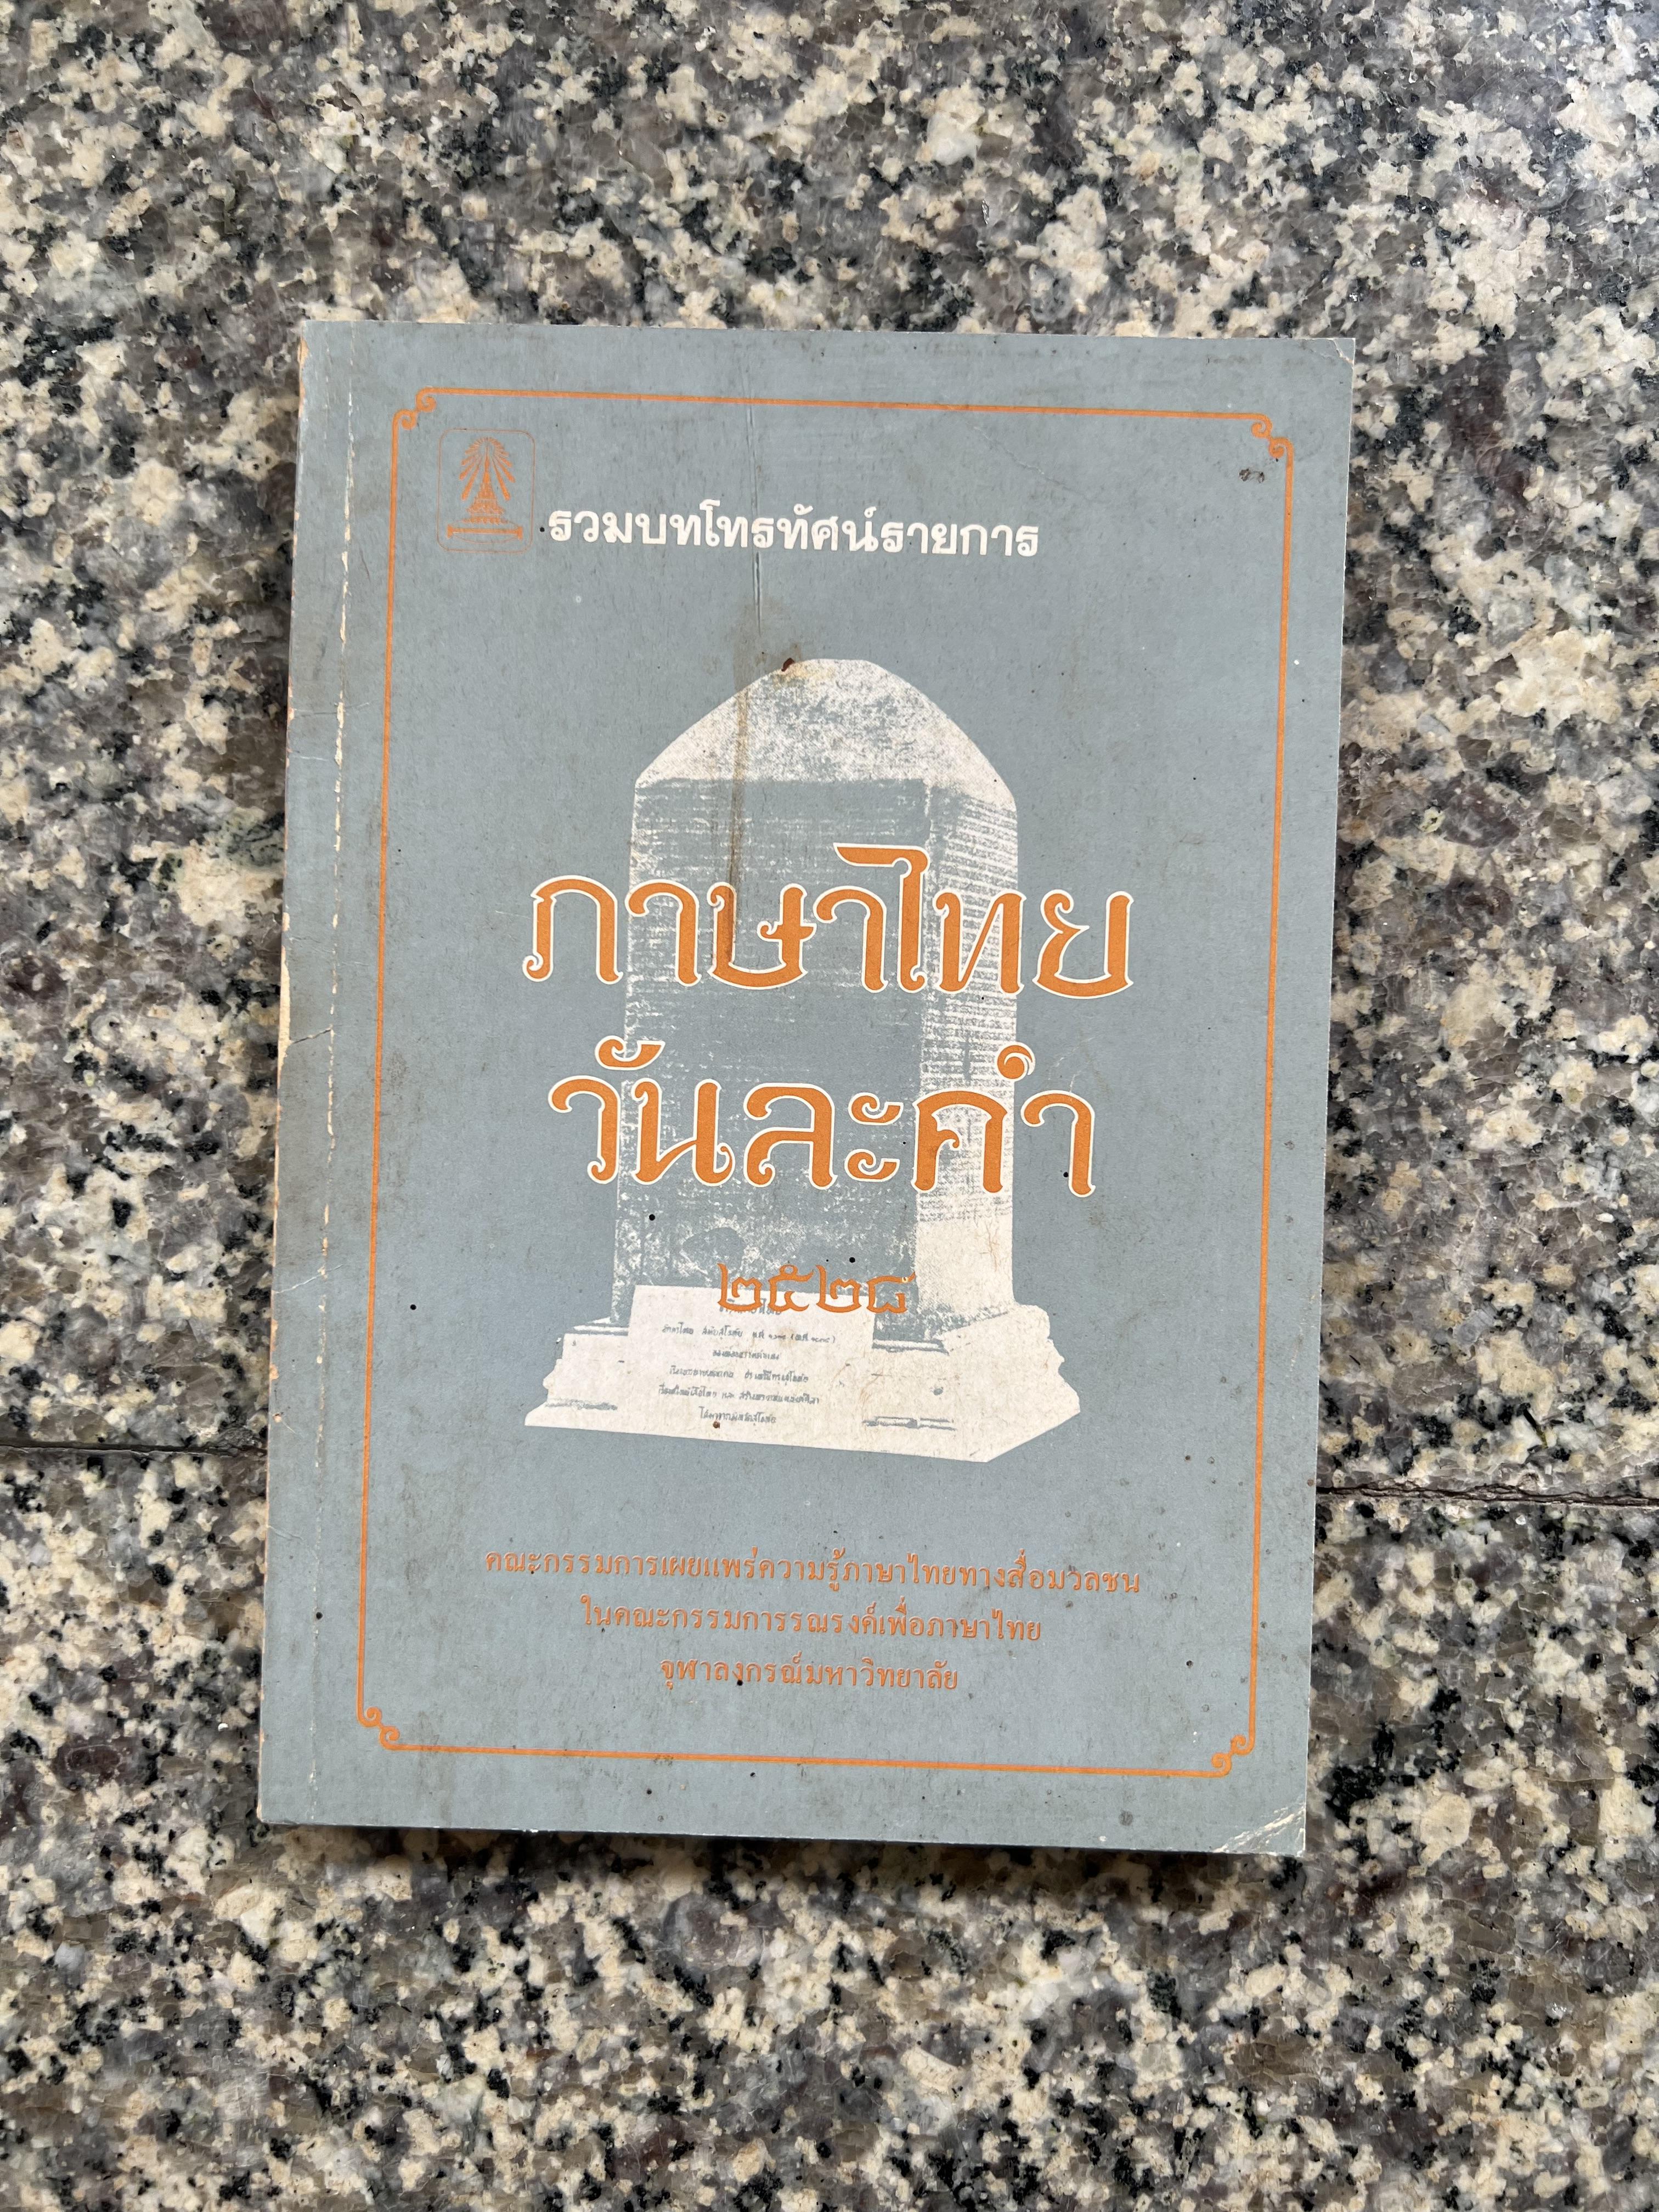 รวมบทโทรทัศน์รายการ
ภาษาไทย
วันละคำ
๒๕๒๘
คณะกรรมการเผยแพร่ความรู้ภาษาไทยทางสื่อมวลชน
ในคณะกรรมการรณรงค์เพื่อภาษาไทย
จุฬาลงกรณ์มหาวิทยาลัย